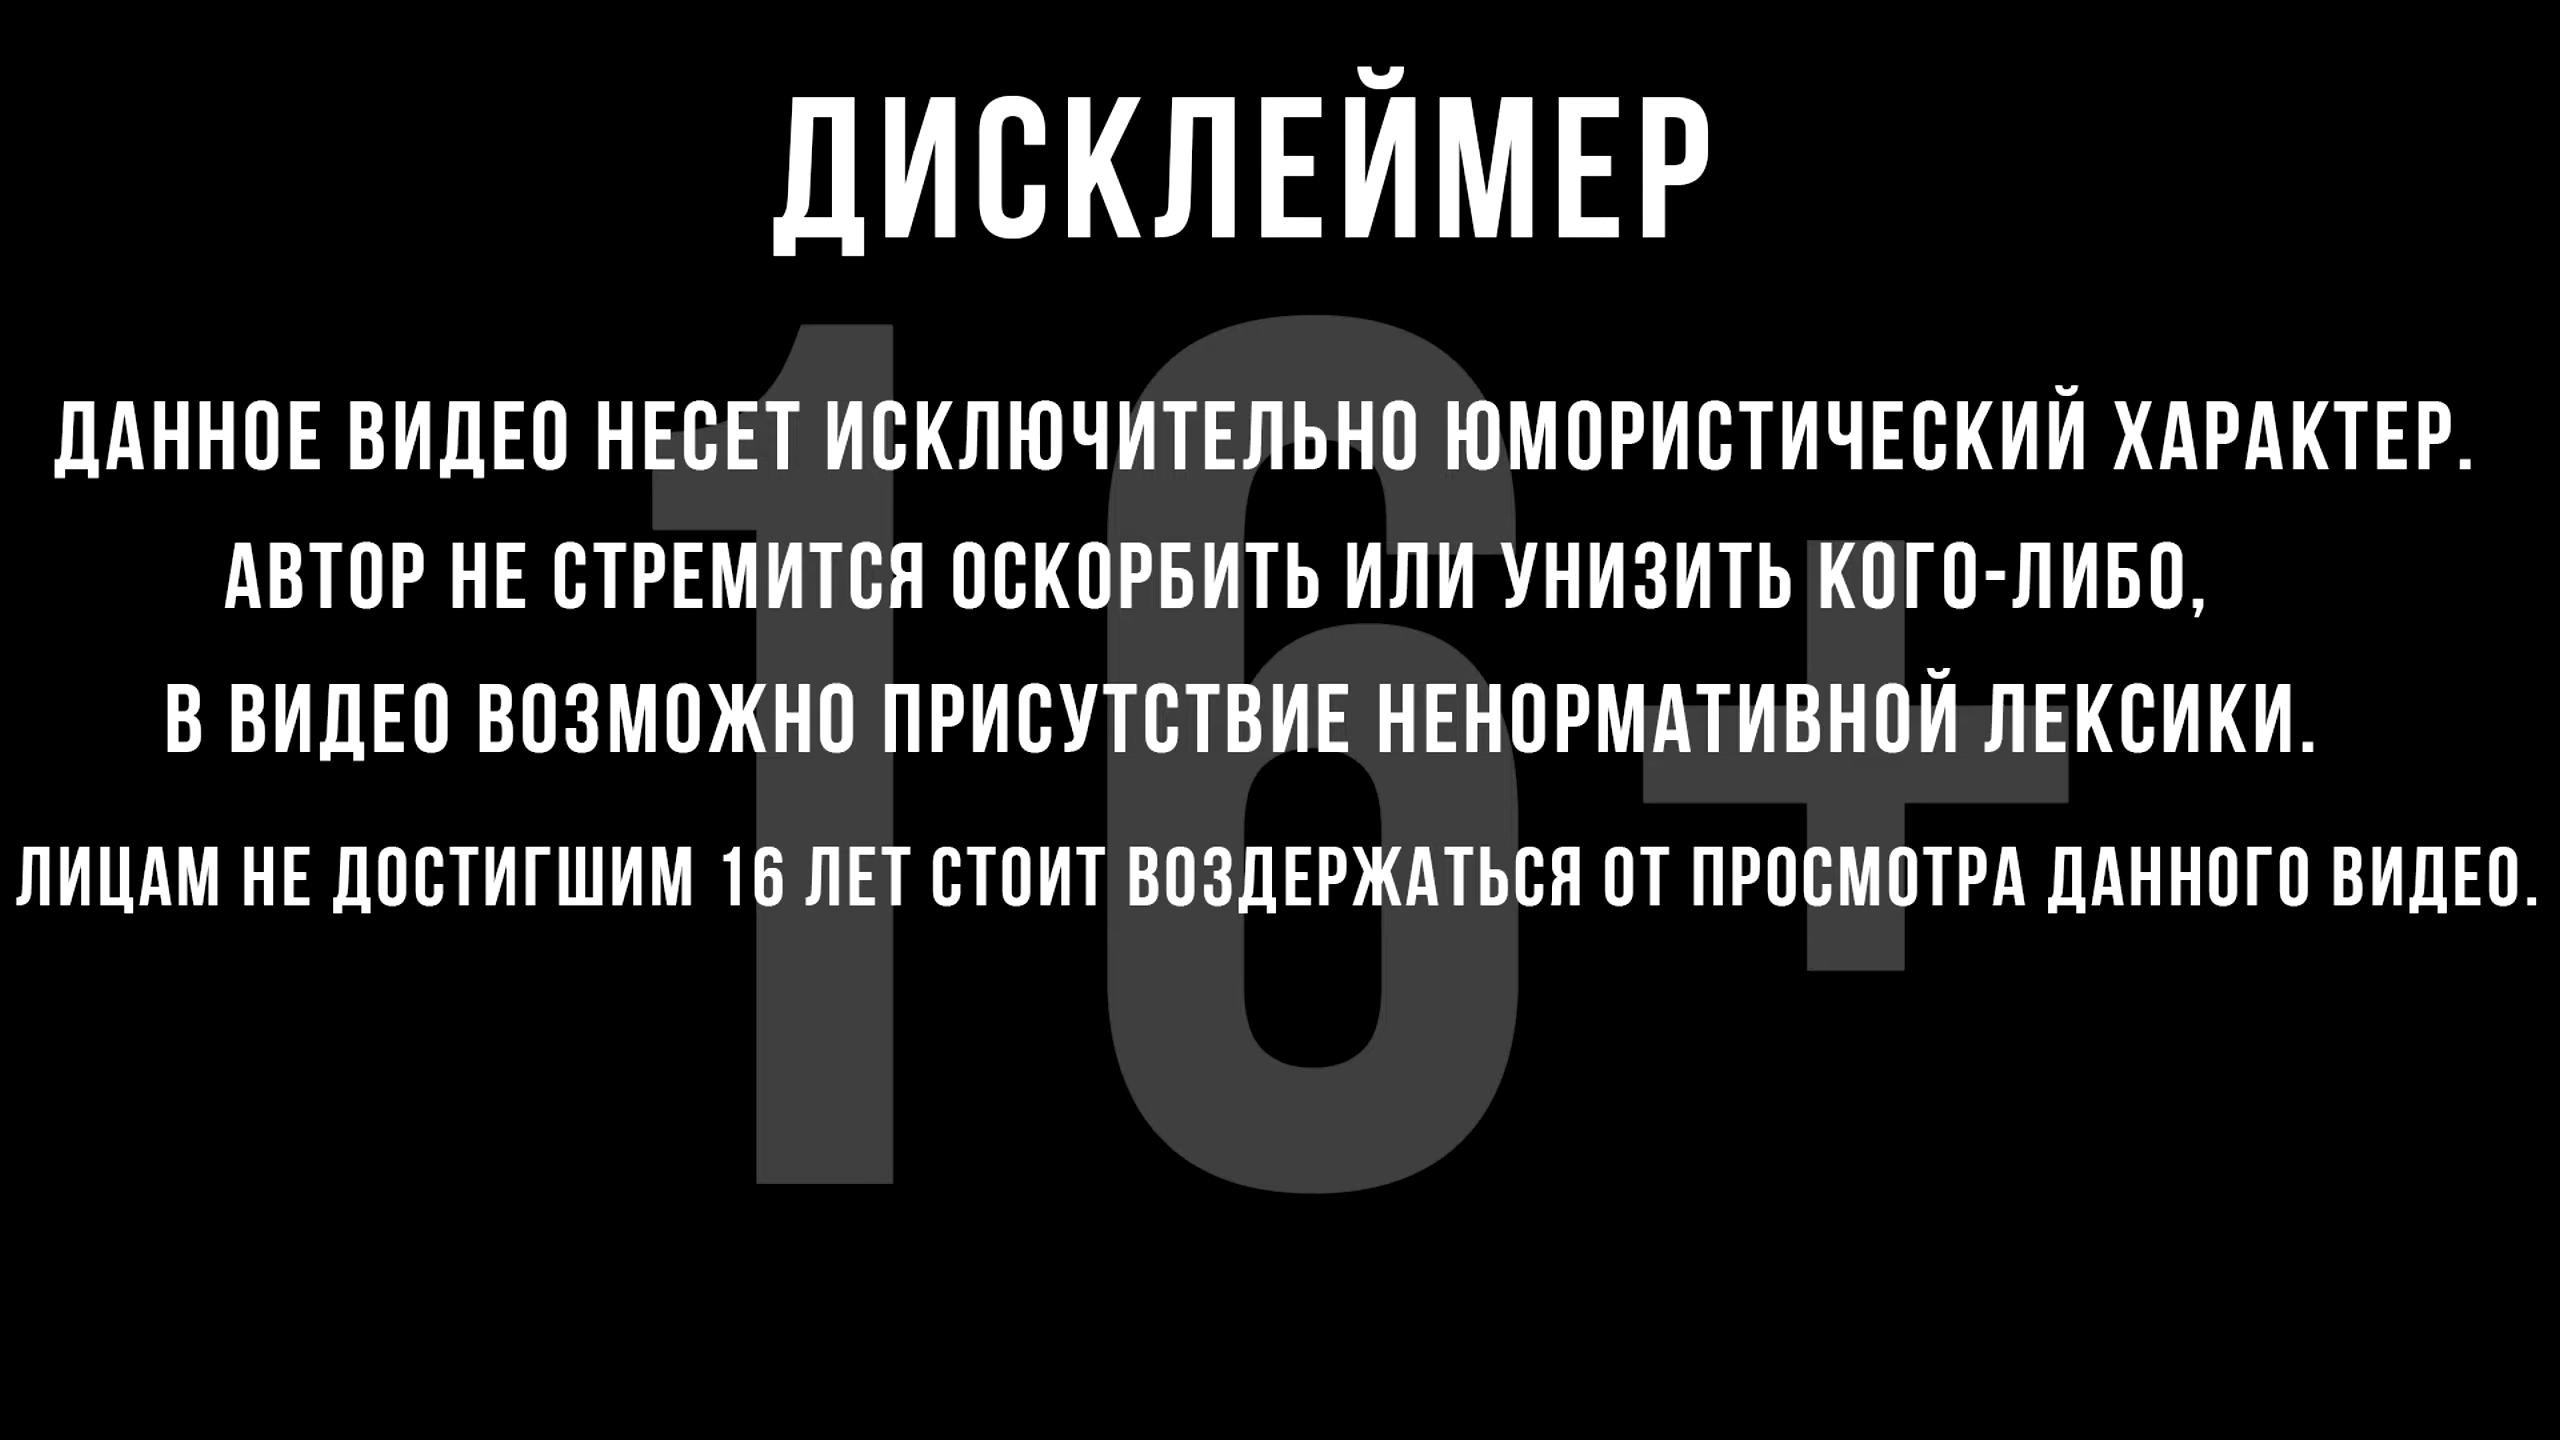 ДИСКЛЕЙМЕР
ДАННОЕ ВИДЕО НЕСЕТ ИСКЛЮЧИТЕЛЬНО ЮМОРИСТИЧЕСКИЙ ХАРАКТЕР.
АВТОР НЕ СТРЕМИТСЯ ОСКОРБИТЬ ИЛИ УНИЗИТЬ КОГО-ЛИБО,
В ВИДЕО ВОЗМОЖНО ПРИСУТСТВИЕ НЕНОРМАТИВНОЙ ЛЕКСИКИ.
ЛИЦАМ НЕ ДОСТИГШИМ 16 ЛЕТ СТОИТ ВОЗДЕРЖАТЬСЯ ОТ ПРОСМОТРА ДАННОГО ВИДЕО.
16+